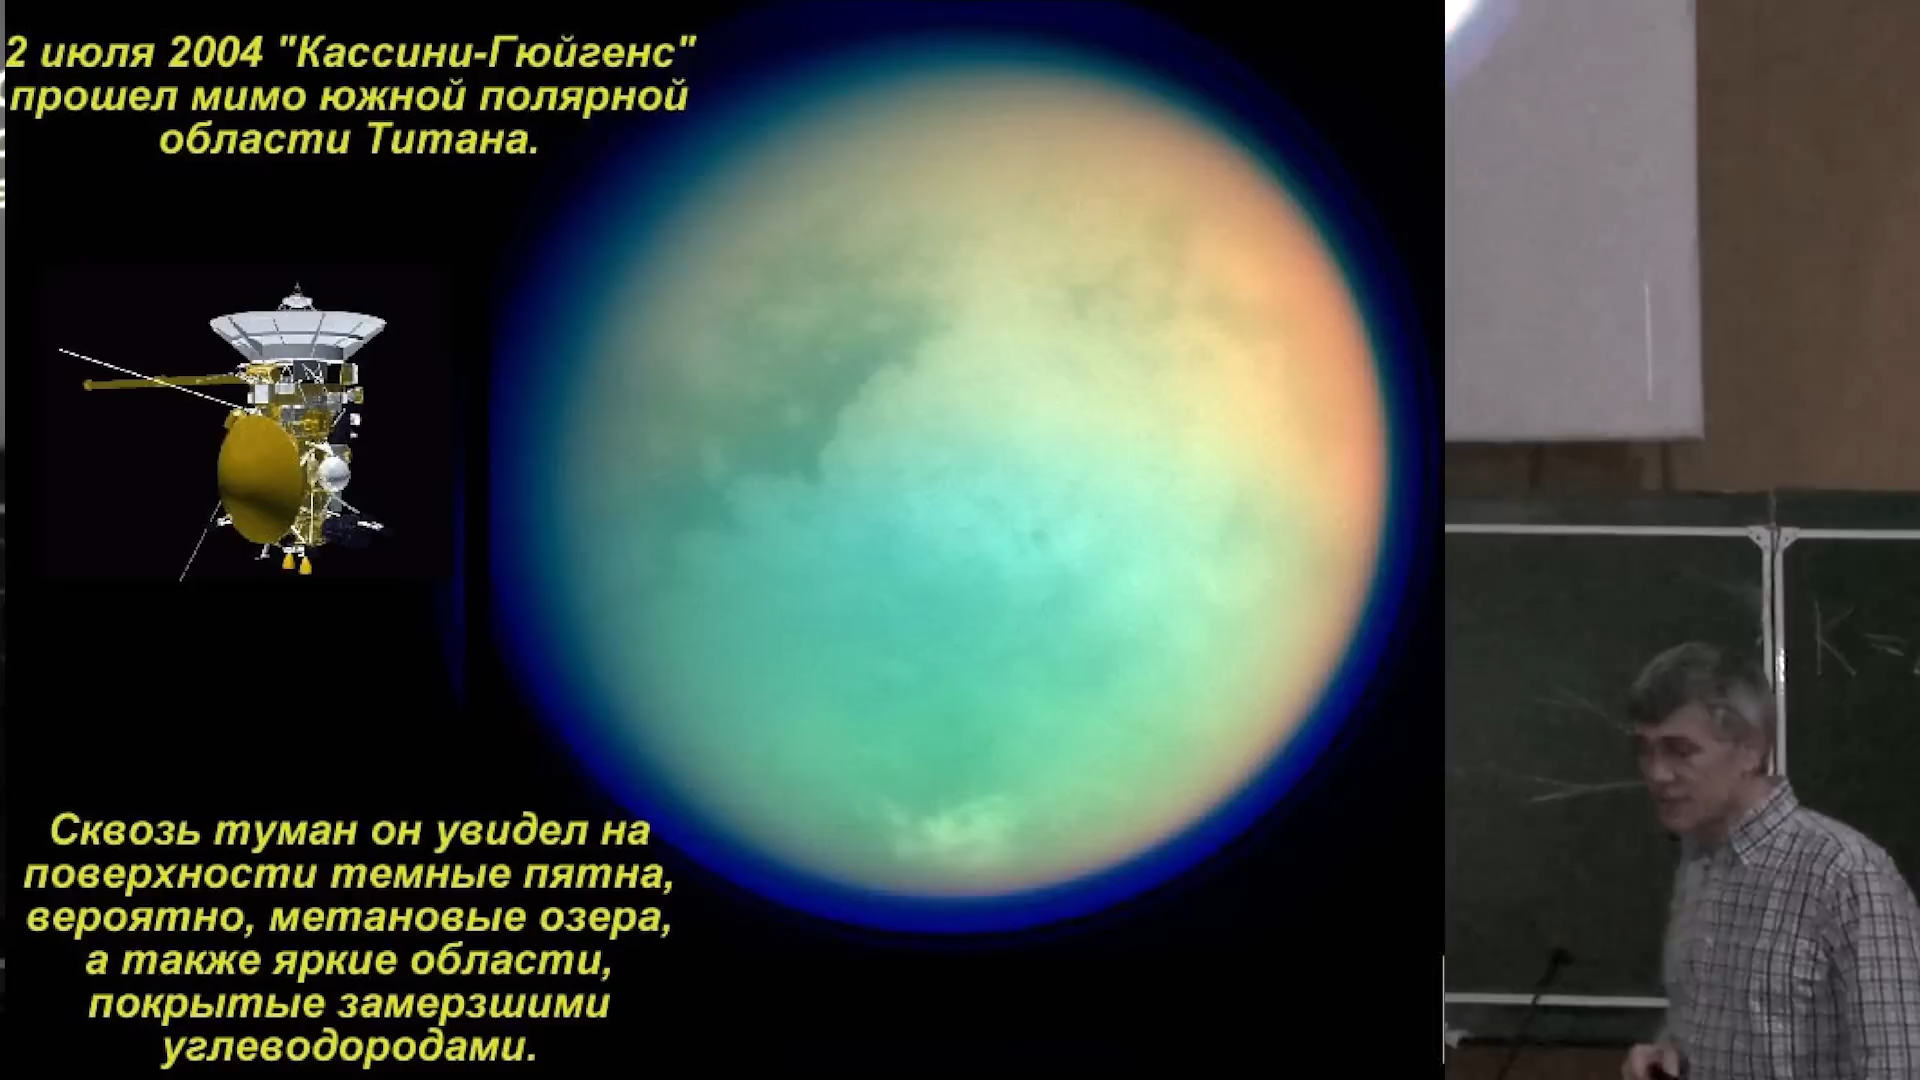 2 июля 2004 "Кассини-Гюйгенс"
прошел мимо южной полярной
области Титана.
Сквозь туман он увидел на
поверхности темные пятна,
вероятно, метановые озера,
а также яркие области,
покрытые замерзшими
углеводородами.
K =